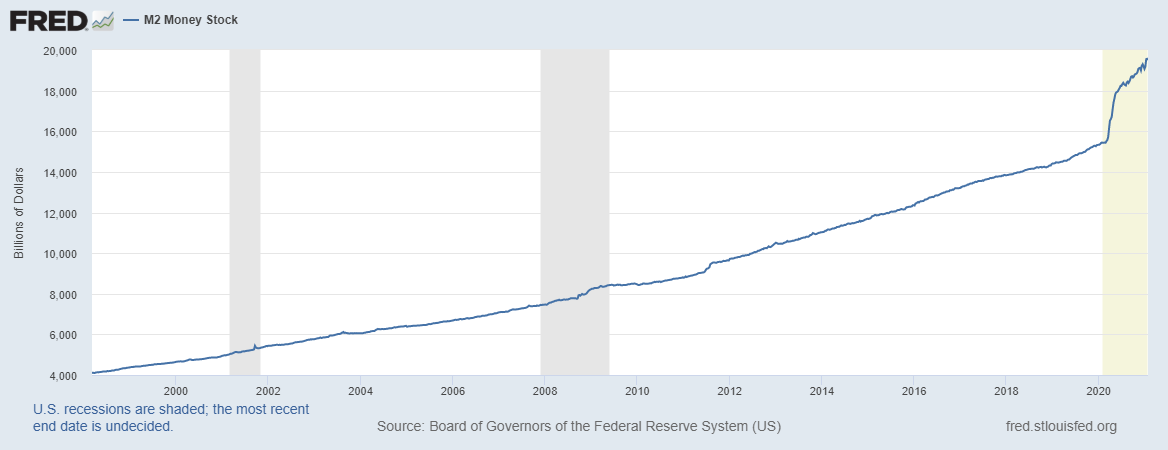 FRED
M2 Money Stock
20,000
18,000
16,000
14,000
12,000
10,000
8,000
6,000
4,000
Billions of Dollars
2000 2002 2004 2006 2008 2010 2012 2014 2016 2018 2020
U.S. recessions are shaded; the most recent
end date is undecided.
Source: Board of Governors of the Federal Reserve System (US)
fred.stlouisfed.org